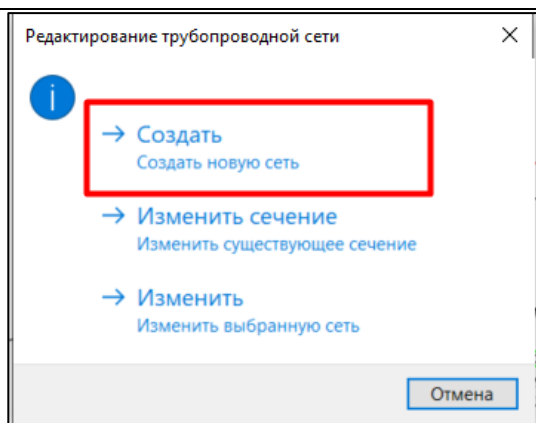 Редактирование трубопроводной сети
Создать
Создать новую сеть
Изменить сечение
Изменить существующее сечение
Изменить
Изменить выбранную сеть
Отмена